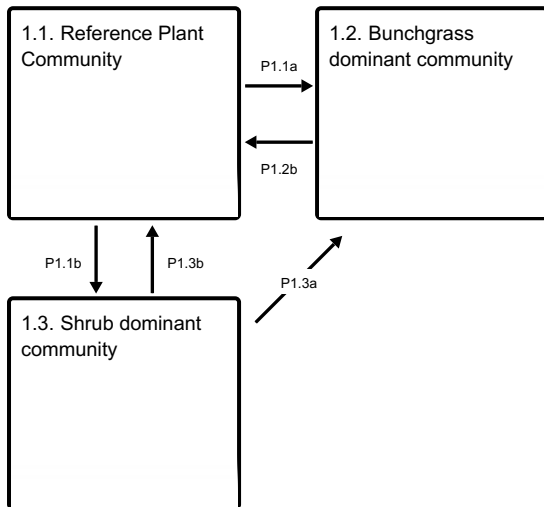 1.1. Reference Plant
Community
1.2. Bunchgrass
dominant community
P1.1a
P1.2b
P1.1b
P1.3b
P1.3a
1.3. Shrub dominant
community